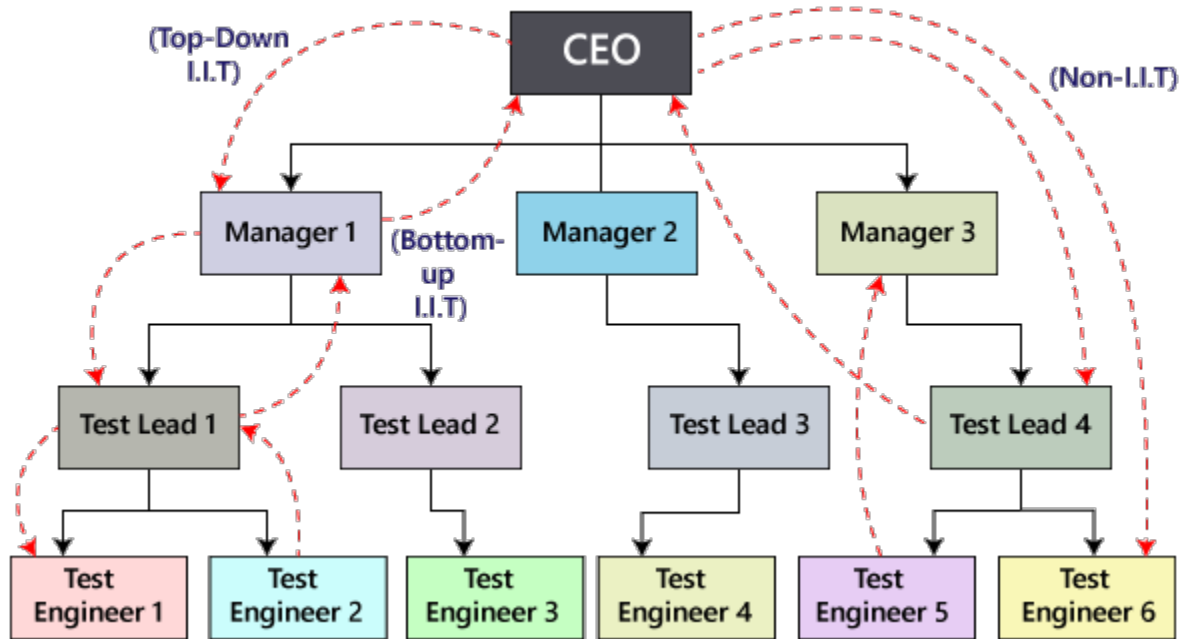 CEO
(Top-Down
I.I.T)
(Non-I.I.T)
Manager 1
Manager 2
Manager 3
(Bottom-
up
I.I.T)
Test Lead 1
Test Lead 2
Test Lead 3
Test Lead 4
Test
Engineer 1
Test
Engineer 2
Test
Engineer 3
Test
Engineer 4
Test
Engineer 5
Test
Engineer 6